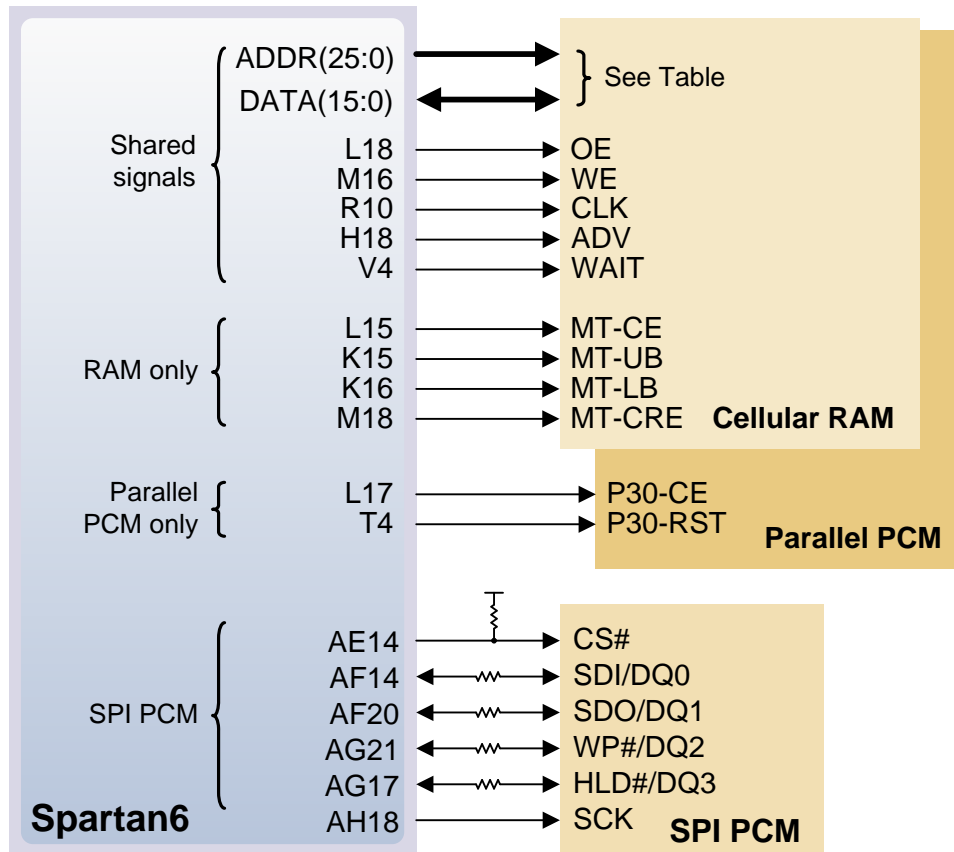 ADDR(25:0)
DATA(15:0)
See Table
Shared
signals
L18 OE
M16 WE
R10 CLK
H18 ADV
V4 WAIT
RAM only
L15 MT-CE
K15 MT-UB
K16 MT-LB
M18 MT-CRE
Cellular RAM
Parallel
PCM only
L17 P30-CE
T4 P30-RST
Parallel PCM
SPI PCM
AE14 CS#
AF14 SDI/DQ0
AF20 SDO/DQ1
AG21 WP#/DQ2
AG17 HLD#/DQ3
AH18 SCK
Spartan6
SPI PCM